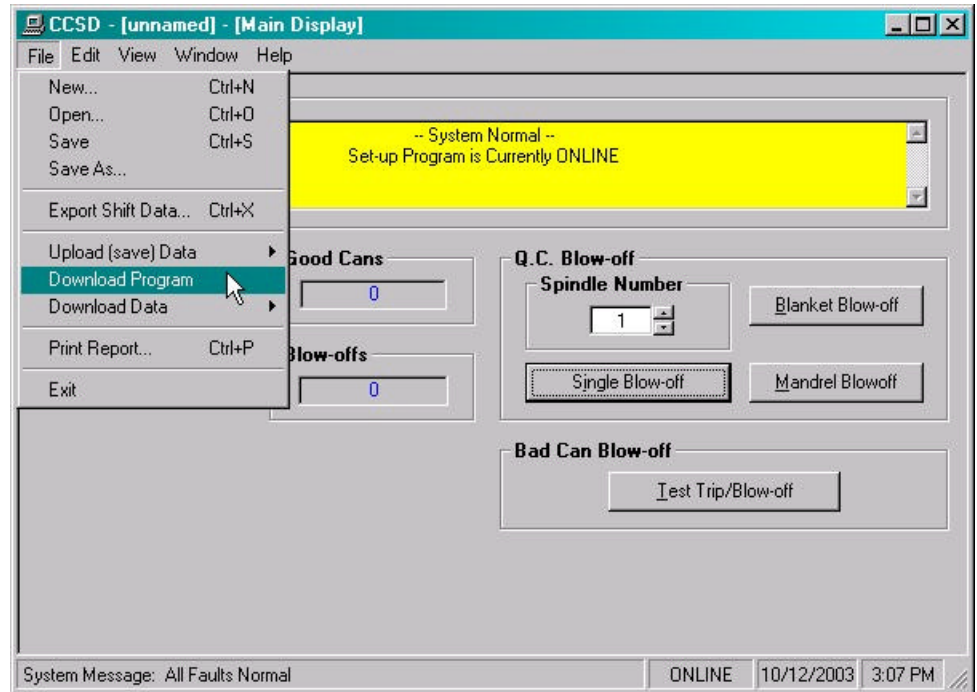 CCSD - [unnamed] - [Main Display]
File Edit View Window Help
New... Ctrl+N
Open... Ctrl+O
Save Ctrl+S
Save As...
Export Shift Data... Ctrl+X
Upload (save) Data
Download Program
Download Data
Print Report... Ctrl+P
Exit
-- System Normal --
Set-up Program is Currently ONLINE
Good Cans
0
Blow-offs
0
Q.C. Blow-off
Spindle Number
1
Blanket Blow-off
Single Blow-off
Mandrel Blowoff
Bad Can Blow-off
Test Trip/Blow-off
System Message: All Faults Normal
ONLINE
10/12/2003
3:07 PM